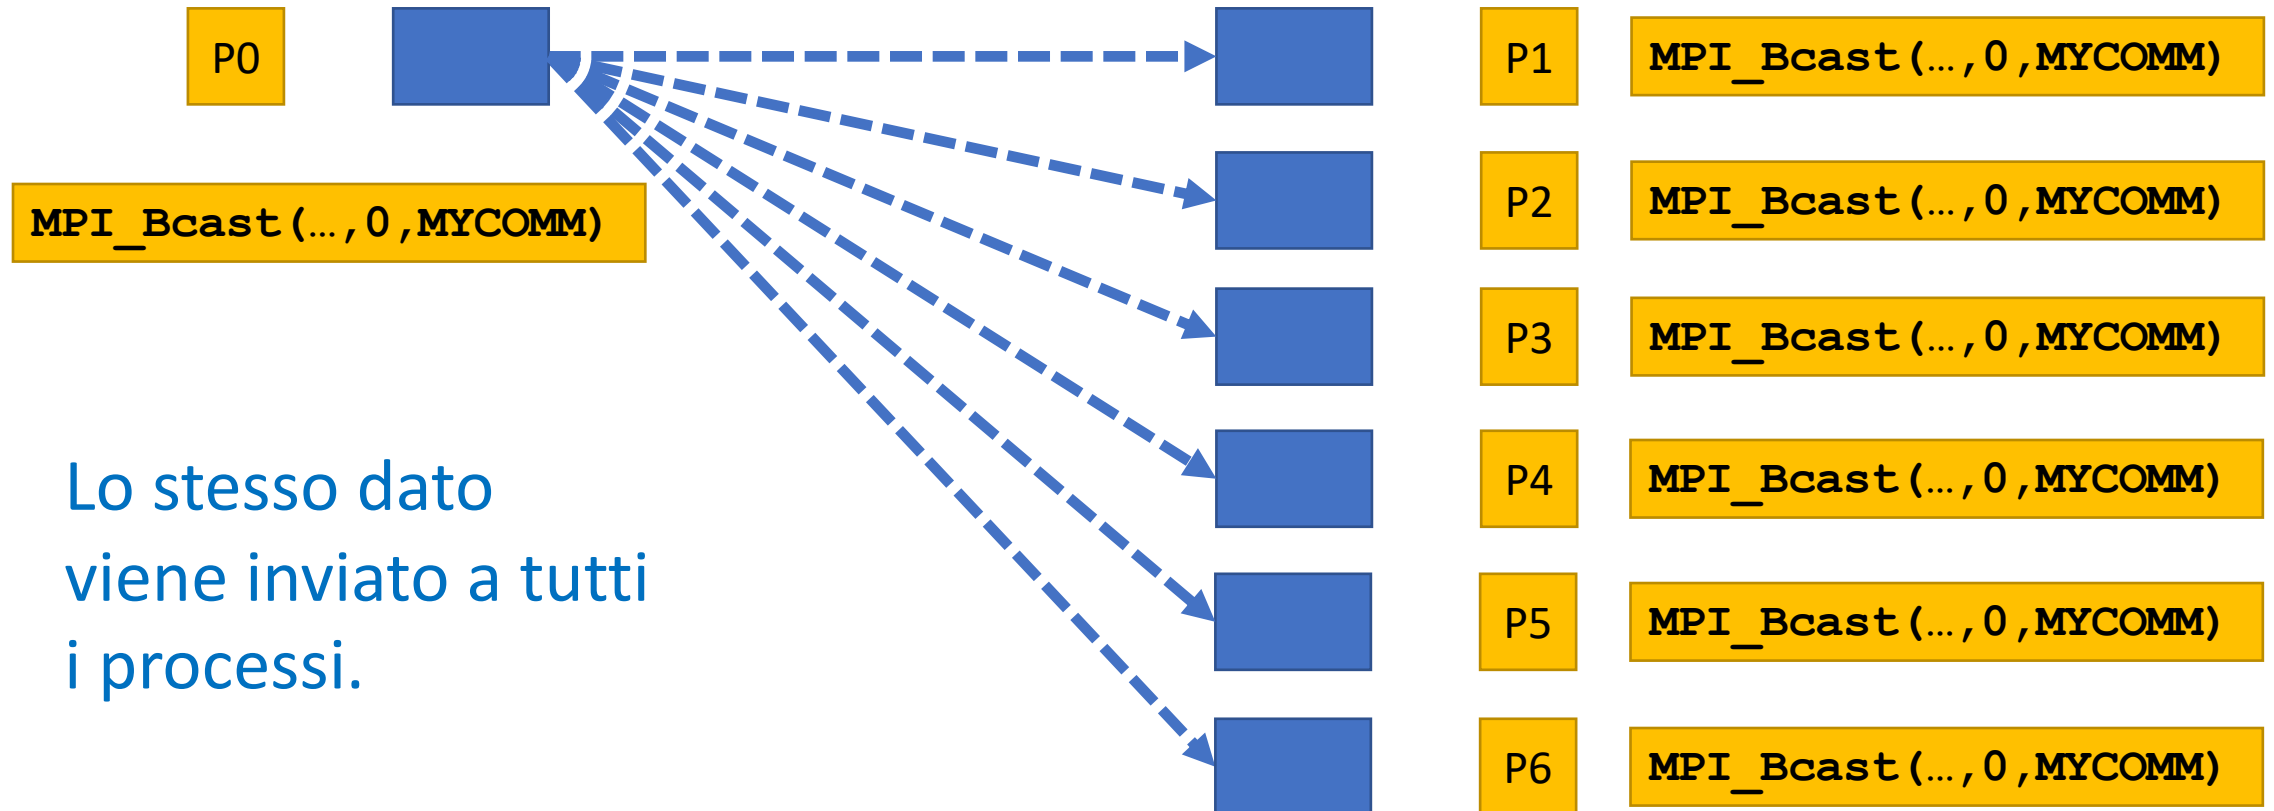 P0
P1
MPI_Bcast(…,0,MYCOMM)
P2
MPI_Bcast(…,0,MYCOMM)
MPI_Bcast(…,0,MYCOMM)
P3
MPI_Bcast(…,0,MYCOMM)
P4
MPI_Bcast(…,0,MYCOMM)
Lo stesso dato
viene inviato a tutti
i processi.
P5
MPI_Bcast(…,0,MYCOMM)
P6
MPI_Bcast(…,0,MYCOMM)